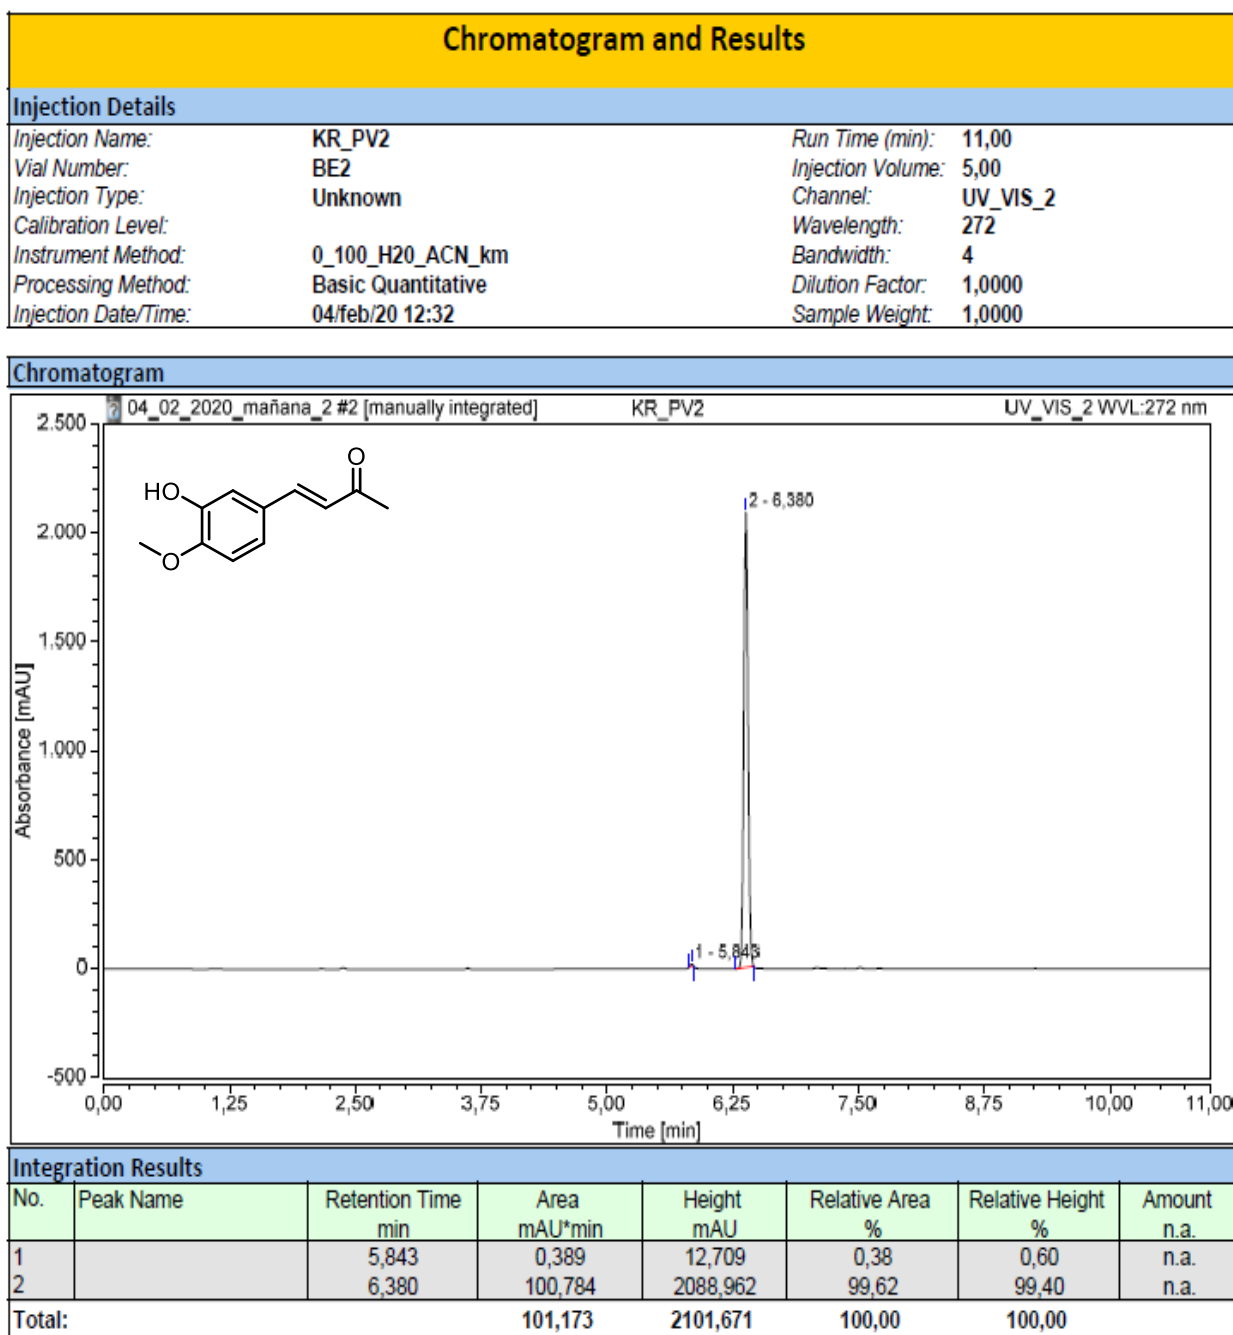 Chromatogram and Results
Injection Details
Injection Name: KR_PV2 Run Time (min): 11,00
Vial Number: BE2 Injection Volume: 5,00
Injection Type: Unknown Channel: UV_VIS_2
Calibration Level: Wavelength: 272
Instrument Method: 0_100_H20_ACN_km Bandwidth: 4
Processing Method: Basic Quantitative Dilution Factor: 1,0000
Injection Date/Time: 04/feb/20 12:32 Sample Weight: 1,0000
Chromatogram
04_02_2020_mañana_2 #2 [manually integrated] KR_PV2 UV_VIS_2 WVL:272 nm
2.500
O
HO
O
2 - 6,380
2.000
1.500
1.000
500
0
-500
Absorbance [mAU]
1 - 5,843
0,00 1,25 2,50 3,75 5,00 6,25 7,50 8,75 10,00 11,00
Time [min]
Integration Results
No. Peak Name Retention Time Area Height Relative Area Relative Height Amount
min mAU*min mAU % % n.a.
1 5,843 0,389 12,709 0,38 0,60 n.a.
2 6,380 100,784 2088,962 99,62 99,40 n.a.
Total: 101,173 2101,671 100,00 100,00